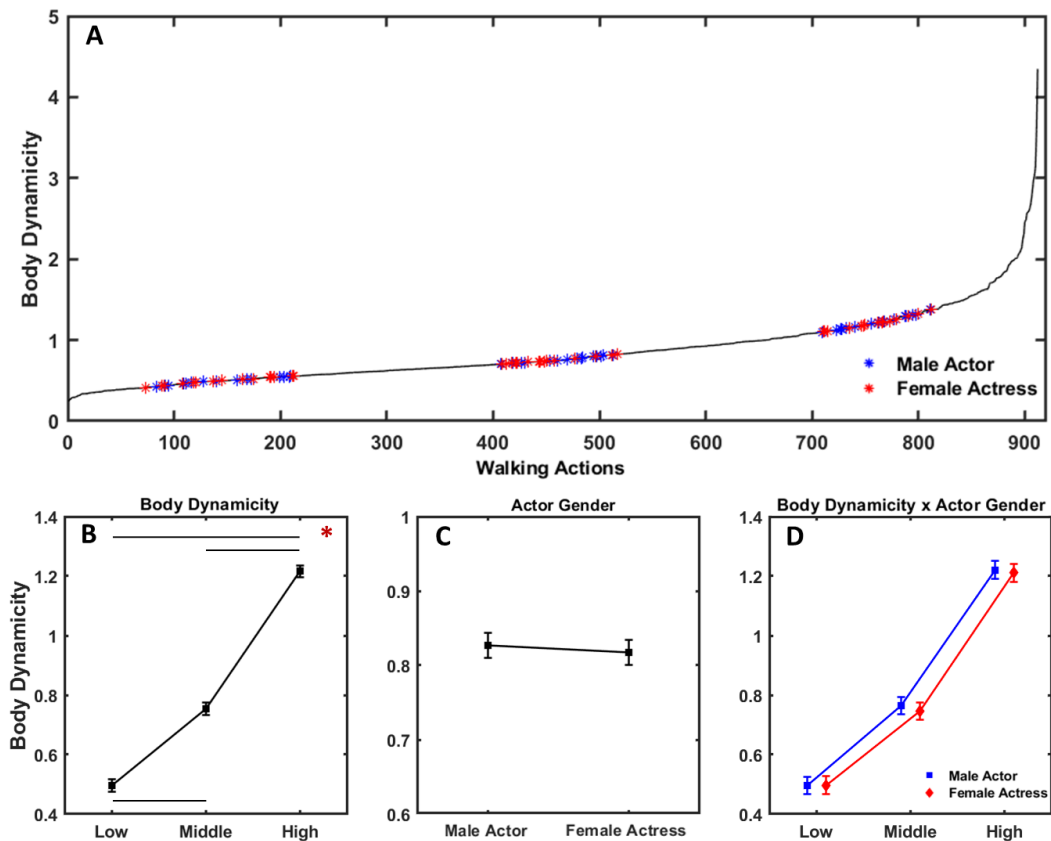 A
Body Dynamicity
5
4
3
2
1
0
0 100 200 300 400 500 600 700 800 900
Walking Actions
Male Actor
Female Actress
Body Dynamicity
B
*
Body Dynamicity
1.4
1.2
1
0.8
0.6
0.4
Low Middle High
Actor Gender
C
1
0.9
0.8
0.7
0.6
Male Actor Female Actress
Body Dynamicity x Actor Gender
D
1.4
1.2
1
0.8
0.6
0.4
Low Middle High
Male Actor
Female Actress